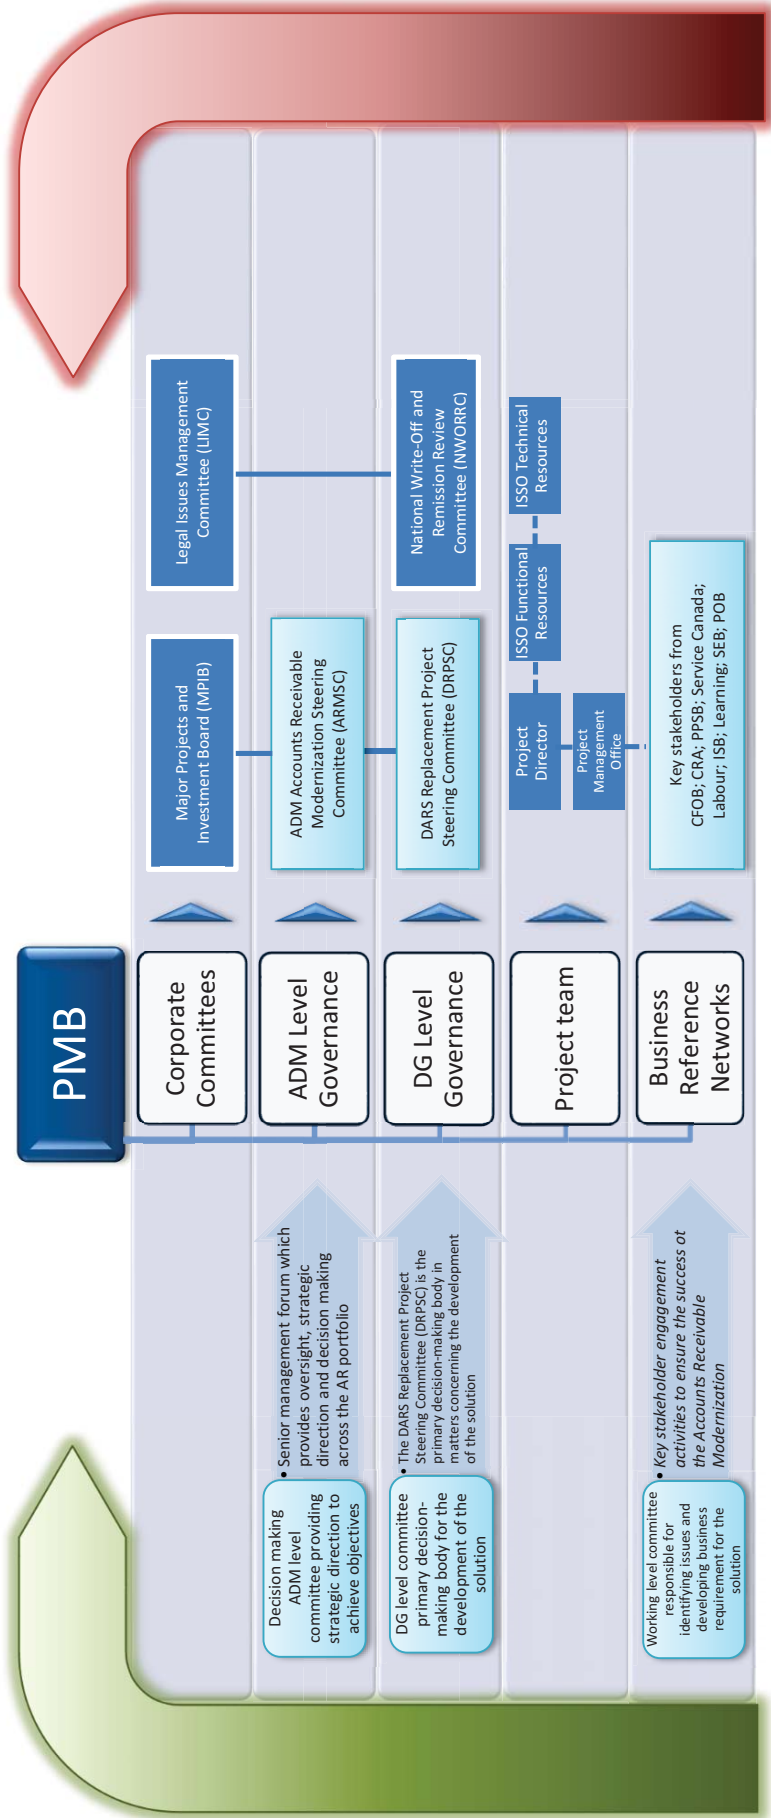 PMB
Corporate
Committees
Major Projects and
Investment Board (MPIB)
Legal Issues Management
Committee (LIMC)
Decision making
ADM level
committee providing
strategic direction to
achieve objectives
• Senior management forum which
provides oversight, strategic
direction and decision making
across the AR portfolio
ADM Level
Governance
ADM Accounts Receivable
Modernization Steering
Committee (ARMSC)
DG level committee
primary decision-
making body for the
development of the
solution
• The DARS Replacement Project
Steering Committee (DRPSC) is the
primary decision-making body in
matters concerning the development
of the solution
DG Level
Governance
DARS Replacement Project
Steering Committee (DRPSC)
National Write-Off and
Remission Review
Committee (NWORRC)
Project team
Project
Director
ISSO Functional
Resources
ISSO Technical
Resources
Project
Management
Office
Working level committee
responsible for
identifying issues and
developing business
requirement for the
solution
• Key stakeholder engagement
activities to ensure the success of
the Accounts Receivable
Modernization
Business
Reference
Networks
Key stakeholders from
CFOB; CRA; PPSB; Service Canada;
Labour; ISB; Learning; SEB; POB